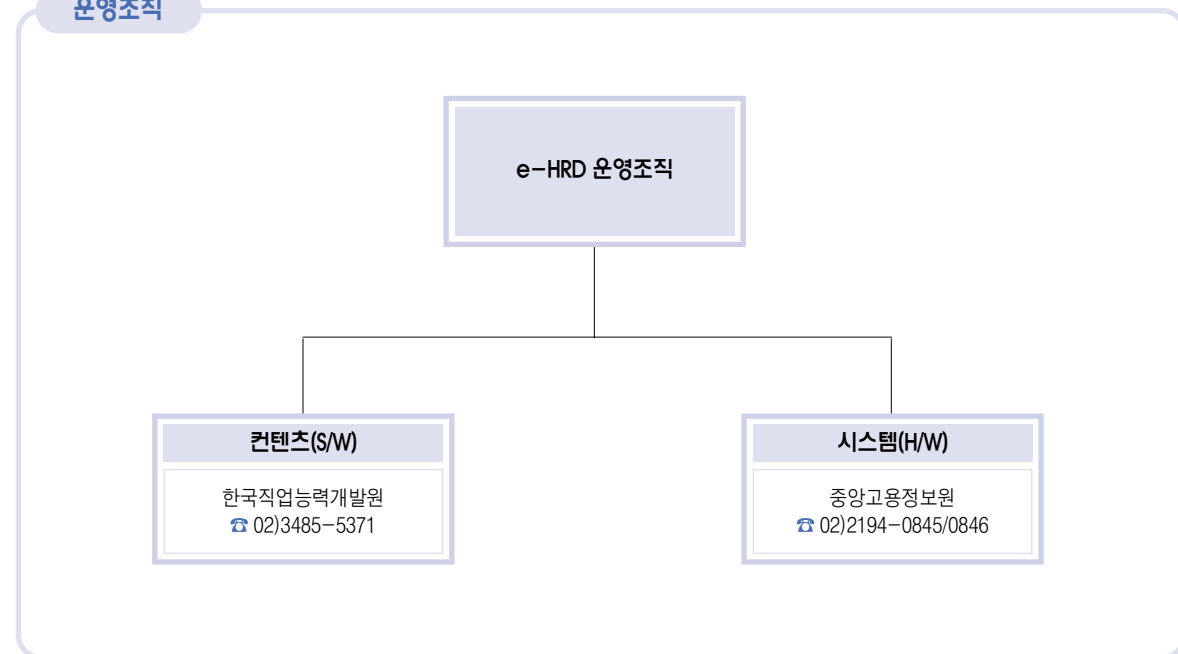 운영조직
e-HRD 운영조직
컨텐츠(S/W)
한국직업능력개발원
☎ 02)3485-5371
시스템(H/W)
중앙고용정보원
☎ 02)2194-0845/0846